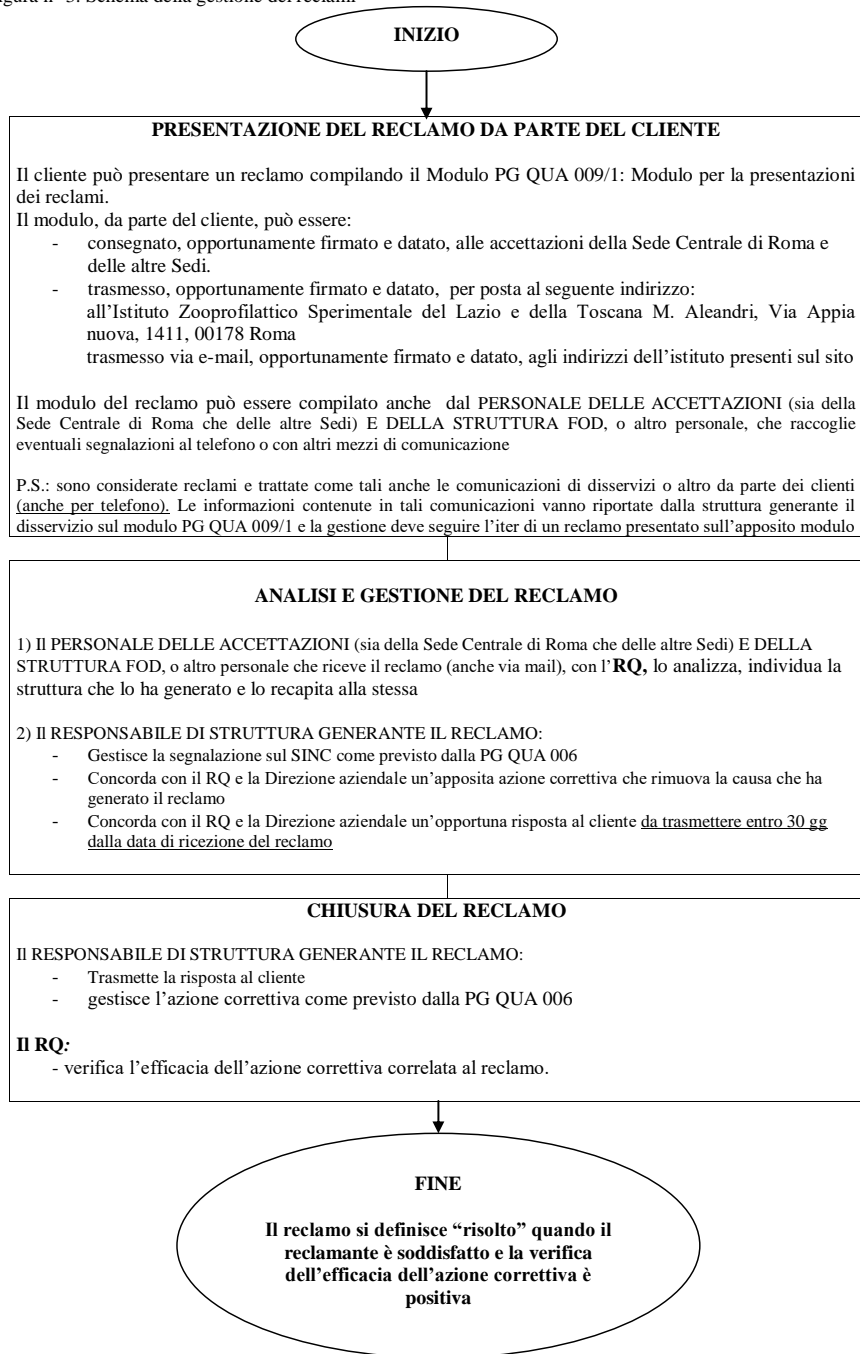 INIZIO
PRESENTAZIONE DEL RECLAMO DA PARTE DEL CLIENTE
Il cliente può presentare un reclamo compilando il Modulo PG QUA 009/1: Modulo per la presentazioni
dei reclami.
Il modulo, da parte del cliente, può essere:
- consegnato, opportunamente firmato e datato, alle accettazioni della Sede Centrale di Roma e
delle altre Sedi.
- trasmesso, opportunamente firmato e datato, per posta al seguente indirizzo:
all'Istituto Zooprofilattico Sperimentale del Lazio e della Toscana M. Aleandri, Via Appia
nuova, 1411, 00178 Roma
trasmesso via e-mail, opportunamente firmato e datato, agli indirizzi dell'istituto presenti sul sito
Il modulo del reclamo può essere compilato anche dal PERSONALE DELLE ACCETTAZIONI (sia della
Sede Centrale di Roma che delle altre Sedi) E DELLA STRUTTURA FOD, o altro personale, che raccoglie
eventuali segnalazioni al telefono o con altri mezzi di comunicazione
P.S.: sono considerate reclami e trattate come tali anche le comunicazioni di disservizi o altro da parte dei clienti
(anche per telefono). Le informazioni contenute in tali comunicazioni vanno riportate dalla struttura generante il
disservizio sul modulo PG QUA 009/1 e la gestione deve seguire l'iter di un reclamo presentato sull'apposito modulo
ANALISI E GESTIONE DEL RECLAMO
1) Il PERSONALE DELLE ACCETTAZIONI (sia della Sede Centrale di Roma che delle altre Sedi) E DELLA
STRUTTURA FOD, o altro personale che riceve il reclamo (anche via mail), con l'RQ, lo analizza, individua la
struttura che lo ha generato e lo recapita alla stessa
2) Il RESPONSABILE DI STRUTTURA GENERANTE IL RECLAMO:
- Gestisce la segnalazione sul SINC come previsto dalla PG QUA 006
- Concorda con il RQ e la Direzione aziendale un'apposita azione correttiva che rimuova la causa che ha
generato il reclamo
- Concorda con il RQ e la Direzione aziendale un'opportuna risposta al cliente da trasmettere entro 30 gg
dalla data di ricezione del reclamo
CHIUSURA DEL RECLAMO
Il RESPONSABILE DI STRUTTURA GENERANTE IL RECLAMO:
- Trasmette la risposta al cliente
- gestisce l'azione correttiva come previsto dalla PG QUA 006
Il RQ:
- verifica l'efficacia dell'azione correttiva correlata al reclamo.
FINE
Il reclamo si definisce "risolto" quando il
reclamante è soddisfatto e la verifica
dell'efficacia dell'azione correttiva è
positiva